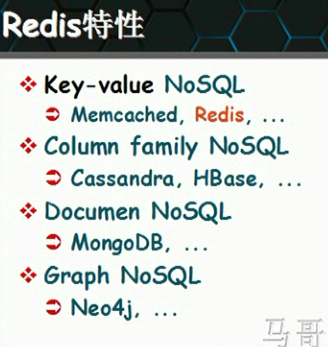 Redis特性
Key-value NoSQL
Memcached, Redis, ...
Column family NoSQL
Cassandra, HBase, ...
Documen NoSQL
MongoDB, ...
Graph NoSQL
Neo4j, ...
马哥